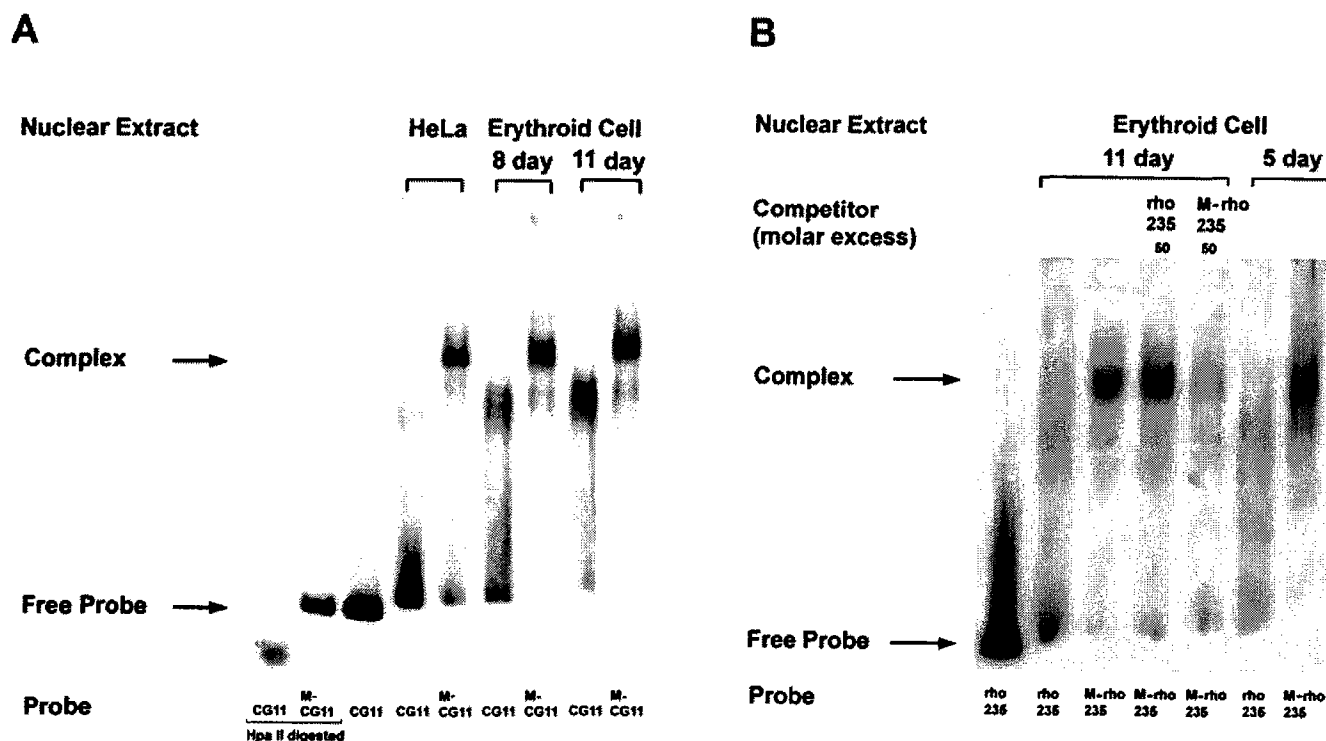 A
Nuclear Extract
HeLa Erythroid Cell
8 day 11 day
Complex
Free Probe
Probe
CG11 M-CG11 CG11 CG11 M-CG11 CG11 M-CG11 CG11 M-CG11
Hpa II digested
B
Nuclear Extract
Erythroid Cell
11 day 5 day
Competitor (molar excess)
rho 235 50
M-rho 235 50
Complex
Free Probe
Probe
rho rho M-rho M-rho M-rho rho M-rho
235 235 235 235 235 235 235